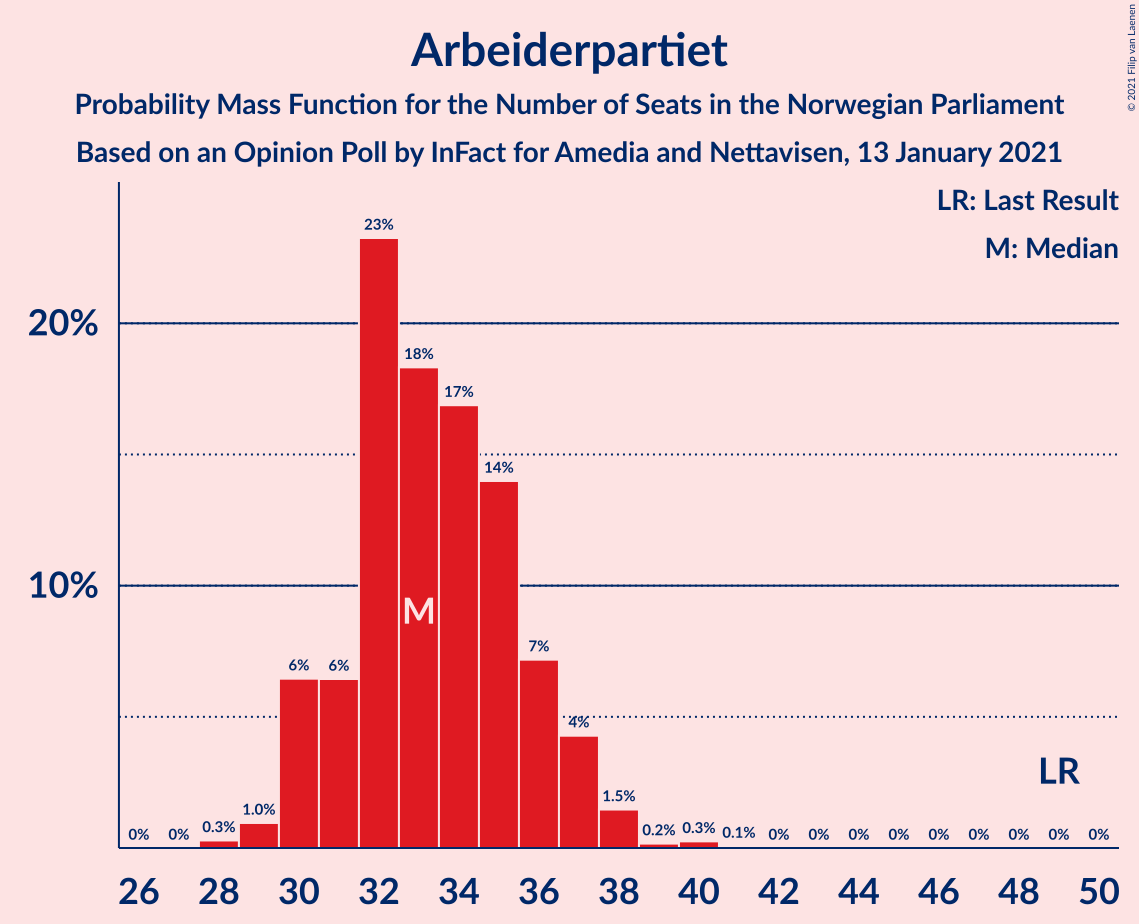 Arbeiderpartiet
Probability Mass Function for the Number of Seats in the Norwegian Parliament
Based on an Opinion Poll by InFact for Amedia and Nettavisen, 13 January 2021
© 2021 Filip van Laenen
LR: Last Result
M: Median
20%
10%
0% 0% 0.3% 1.0% 6% 6% 23% 18% 17% 14% 7% 4% 1.5% 0.2% 0.3% 0.1% 0% 0% 0% 0% 0% 0% 0% 0% 0%
M
LR
26 28 30 32 34 36 38 40 42 44 46 48 50